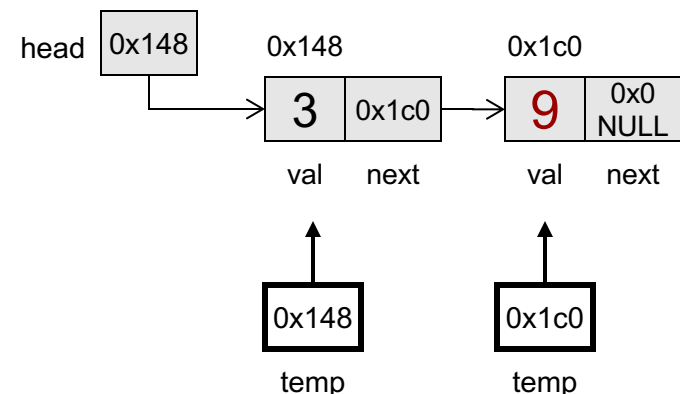 head 0x148 0x148 0x1c0
3 0x1c0 9 0x0
NULL
val next val next
0x148 0x1c0
temp temp